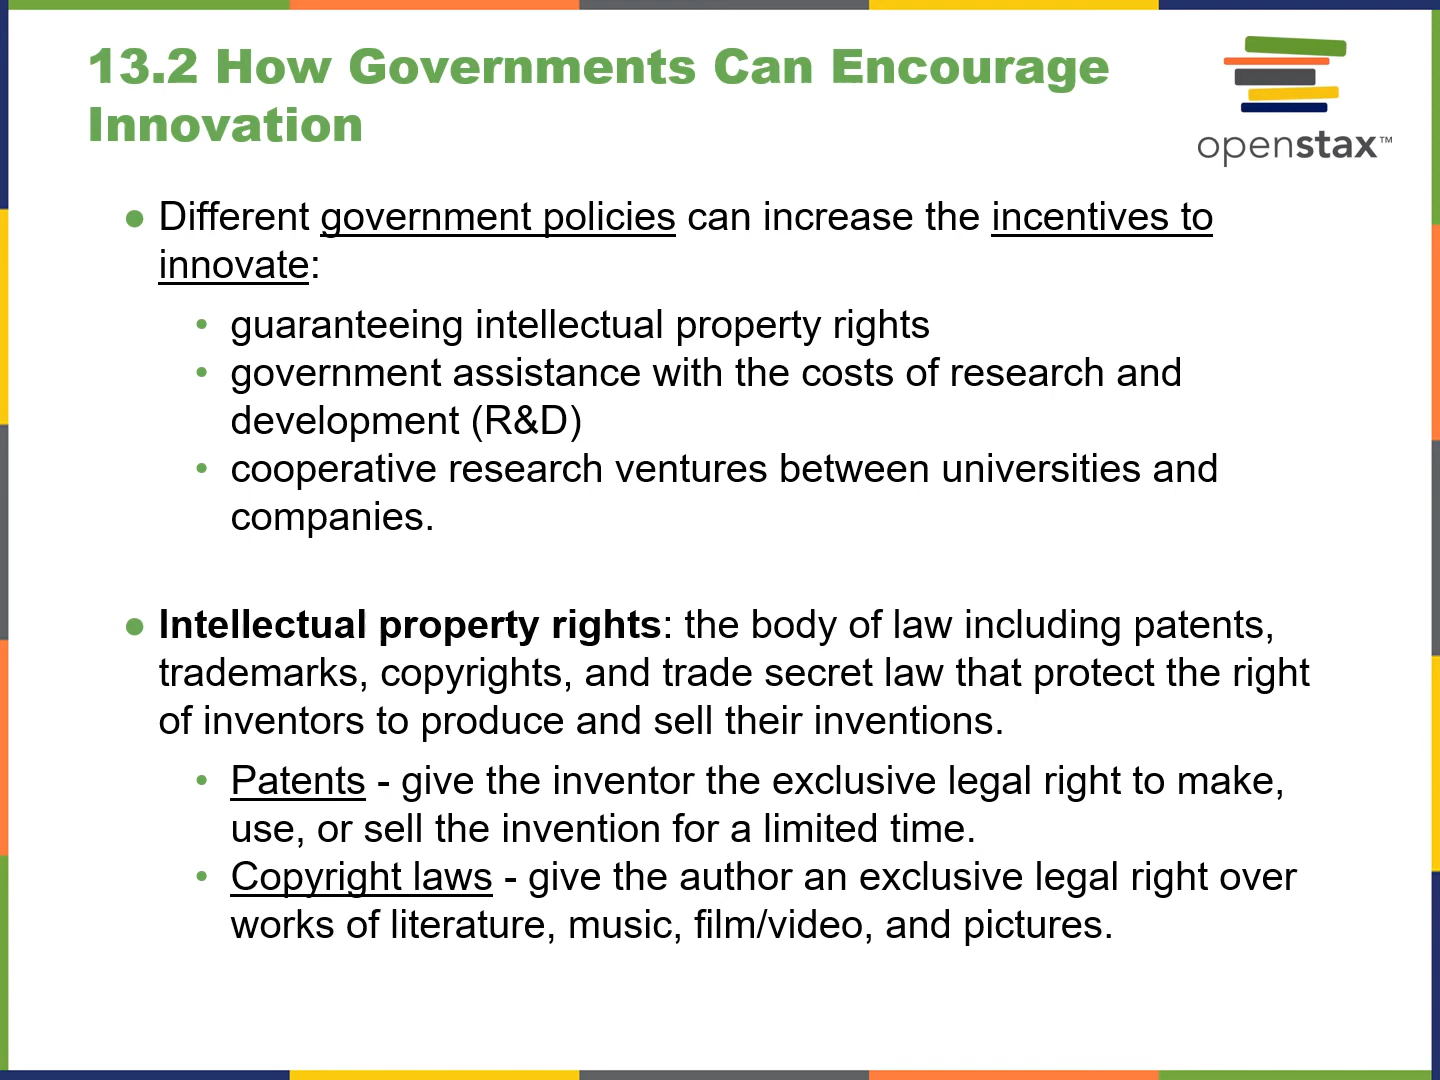 13.2 How Governments Can Encourage
Innovation
openstax™
● Different government policies can increase the incentives to
innovate:
• guaranteeing intellectual property rights
• government assistance with the costs of research and
development (R&D)
• cooperative research ventures between universities and
companies.
● Intellectual property rights: the body of law including patents,
trademarks, copyrights, and trade secret law that protect the right
of inventors to produce and sell their inventions.
• Patents - give the inventor the exclusive legal right to make,
use, or sell the invention for a limited time.
• Copyright laws - give the author an exclusive legal right over
works of literature, music, film/video, and pictures.